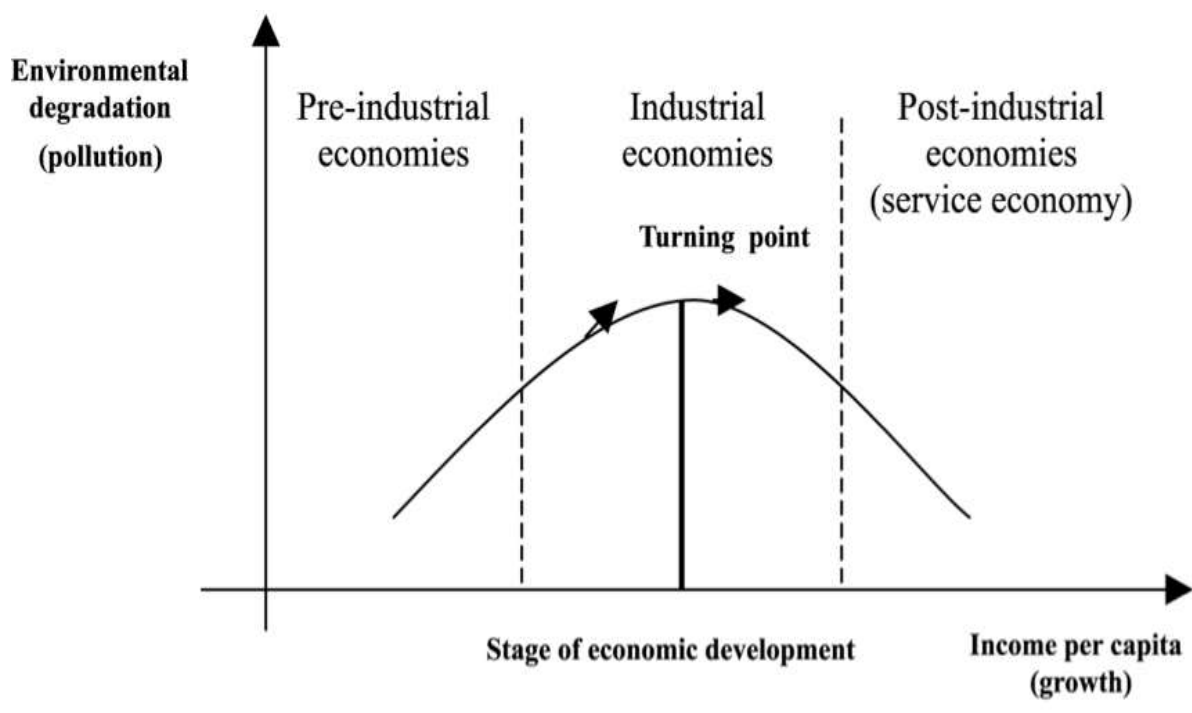 Environmental
degradation
(pollution)
Pre-industrial
economies
Industrial
economies
Post-industrial
economies
(service economy)
Turning point
Stage of economic development
Income per capita
(growth)